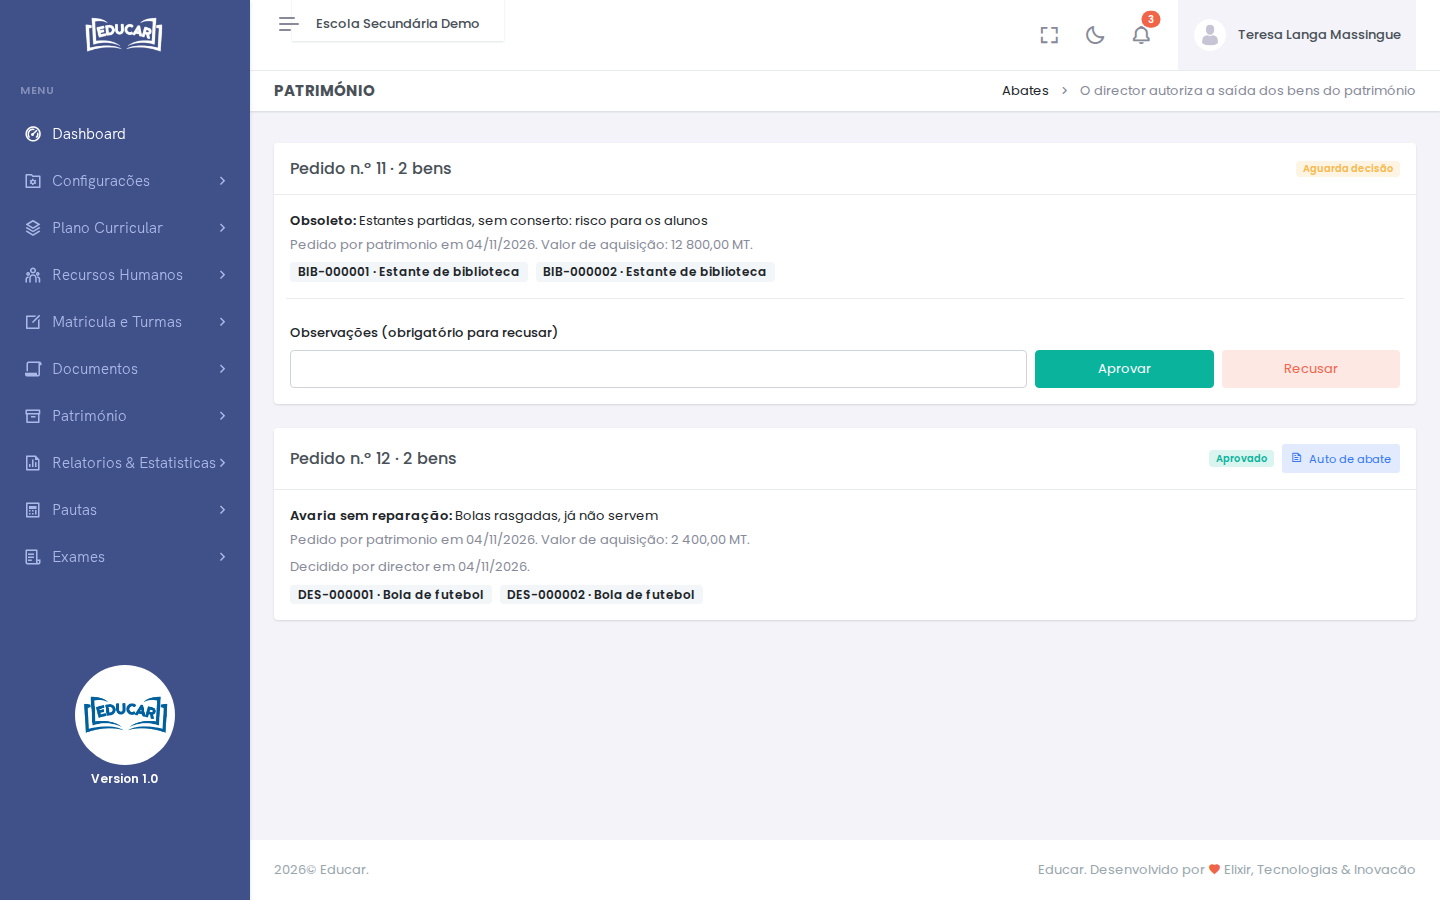 EDUCAR
Escola Secundária Demo
3
Teresa Langa Massingue
MENU
Dashboard
Configuracões
Plano Curricular
Recursos Humanos
Matricula e Turmas
Documentos
Património
Relatorios & Estatisticas
Pautas
Exames
EDUCAR
Version 1.0
PATRIMÓNIO
Abates > O director autoriza a saída dos bens do património
Pedido n.º 11 · 2 bens
Aguarda decisão
Obsoleto: Estantes partidas, sem conserto: risco para os alunos
Pedido por patrimonio em 04/11/2026. Valor de aquisição: 12 800,00 MT.
BIB-000001 · Estante de biblioteca BIB-000002 · Estante de biblioteca
Observações (obrigatório para recusar)
Aprovar Recusar
Pedido n.º 12 · 2 bens
Aprovado Auto de abate
Avaria sem reparação: Bolas rasgadas, já não servem
Pedido por patrimonio em 04/11/2026. Valor de aquisição: 2 400,00 MT.
Decidido por director em 04/11/2026.
DES-000001 · Bola de futebol DES-000002 · Bola de futebol
2026© Educar.
Educar. Desenvolvido por Elixir, Tecnologias & Inovacão